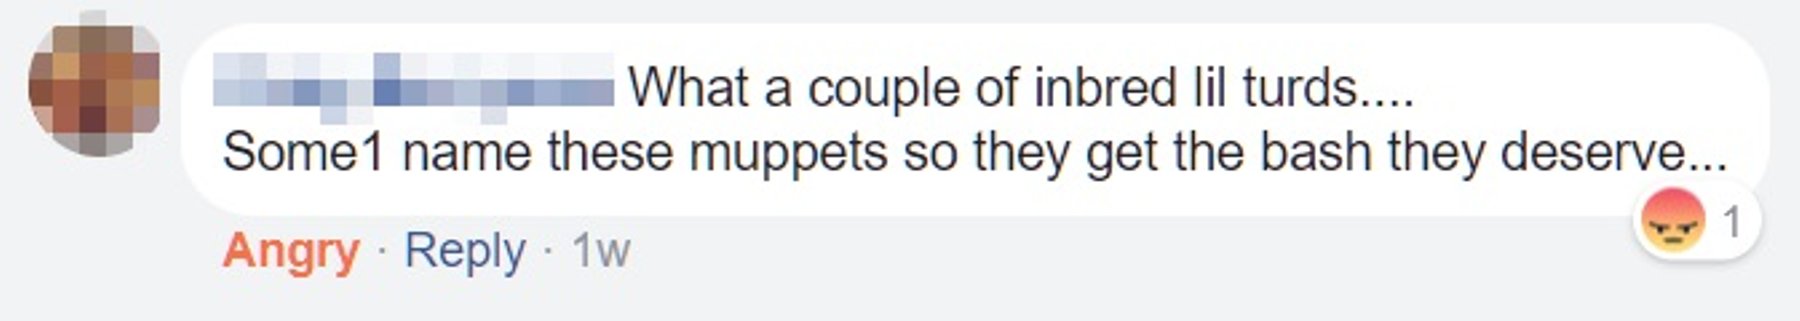 What a couple of inbred lil turds....
Some1 name these muppets so they get the bash they deserve...
1
Angry · Reply · 1w